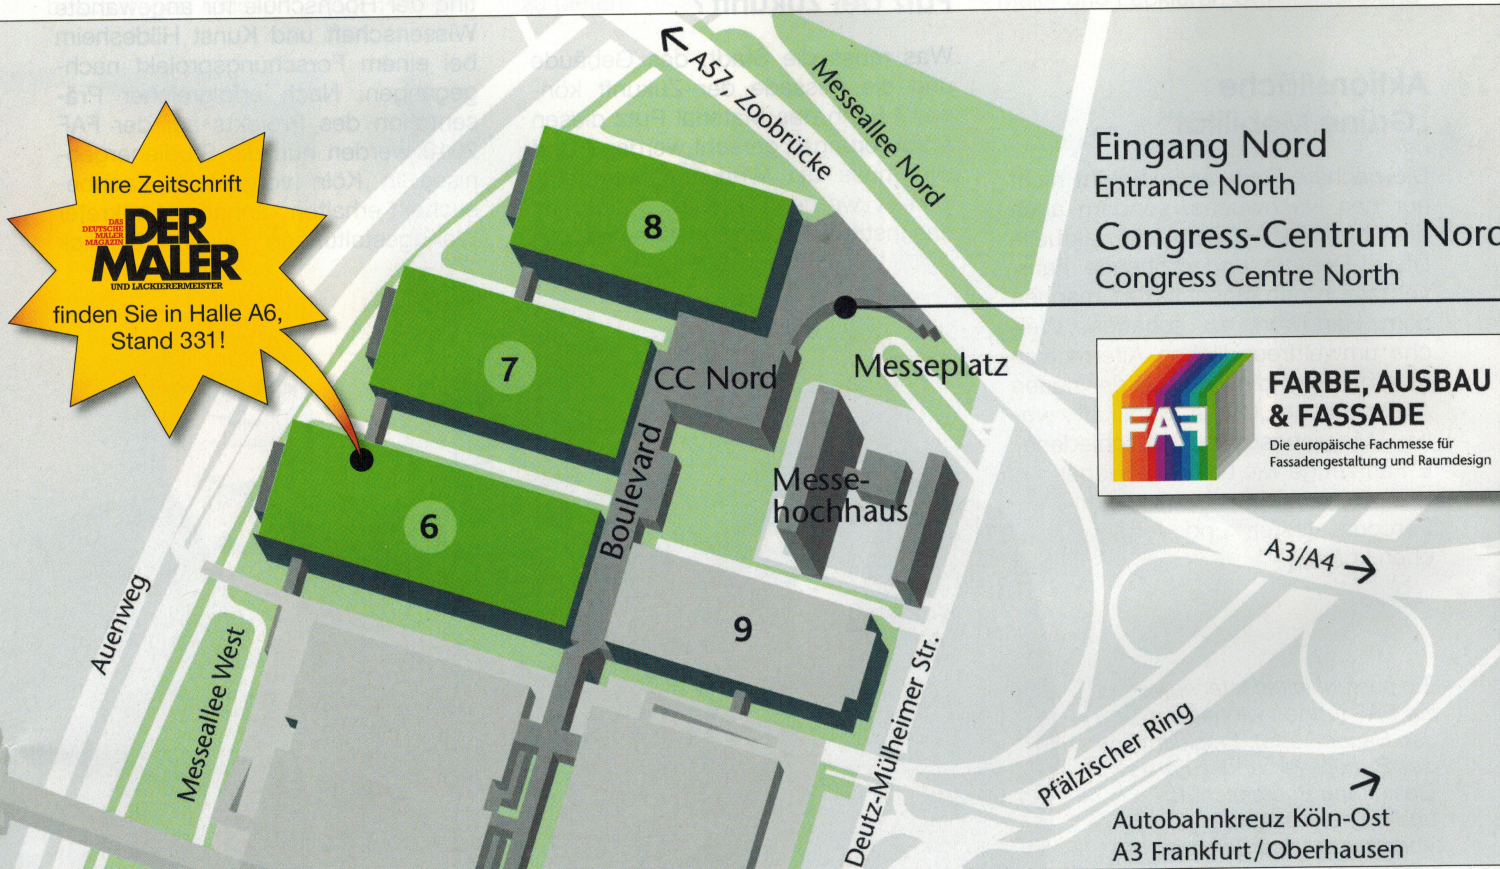 Ihre Zeitschrift
DAS
DEUTSCHE
MALER
MAGAZIN
DER
MALER
UND LACKIERERMEISTER
finden Sie in Halle A6,
Stand 331!
A57, Zoobrücke
Messeallee Nord
Eingang Nord
Entrance North
Congress-Centrum Nord
Congress Centre North
8
7
6
9
CC Nord
Messeplatz
Boulevard
Messe-
hochhaus
FAF
FARBE, AUSBAU
& FASSADE
Die europäische Fachmesse für
Fassadengestaltung und Raumdesign
A3/A4
Auenweg
Messeallee West
Deutz-Mülheimer Str.
Pfälzischer Ring
Autobahnkreuz Köln-Ost
A3 Frankfurt/Oberhausen